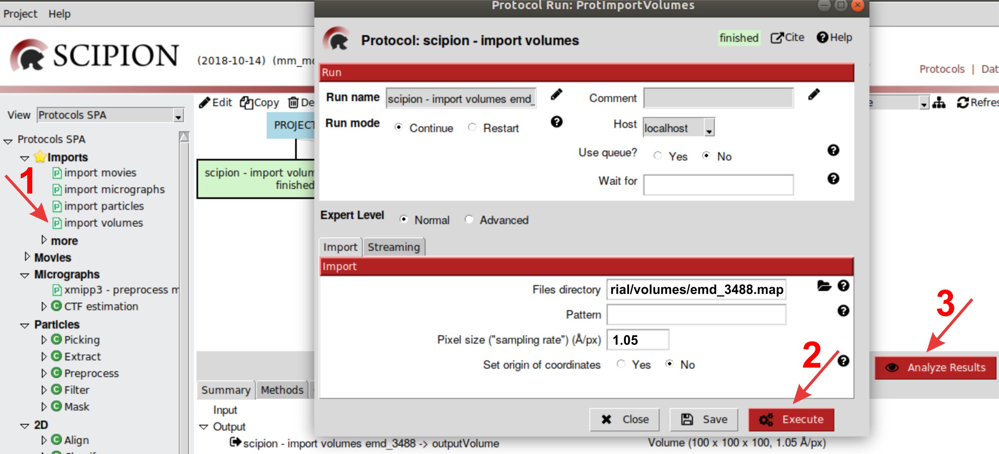 Project Help
Protocol Run: ProtImportVolumes
SCIPION
(2018-10-14) (mm_mo
Protocol: scipion - import volumes
finished
Cite
Help
Protocols | Dat
Run
Run name scipion - import volumes emd_
Comment
Run mode Continue Restart
Host localhost
Use queue? Yes No
Wait for
Expert Level Normal Advanced
Import Streaming
Import
Files directory rial/volumes/emd_3488.map
Pattern
Pixel size ("sampling rate") (Å/px) 1.05
Set origin of coordinates Yes No
Close Save Execute
View Protocols SPA
Protocols SPA
Imports
import movies
import micrographs
import particles
import volumes
more
Movies
Micrographs
xmipp3 - preprocess m
CTF estimation
Particles
Picking
Extract
Preprocess
Filter
Mask
2D
Align
Edit Copy De
PROJECT
scipion - import volum
finished
e
Refres
1
2
3
Analyze Results
Summary Methods
Input
Output
scipion - import volumes emd_3488 -> outputVolume
Volume (100 x 100 x 100, 1.05 Å/px)